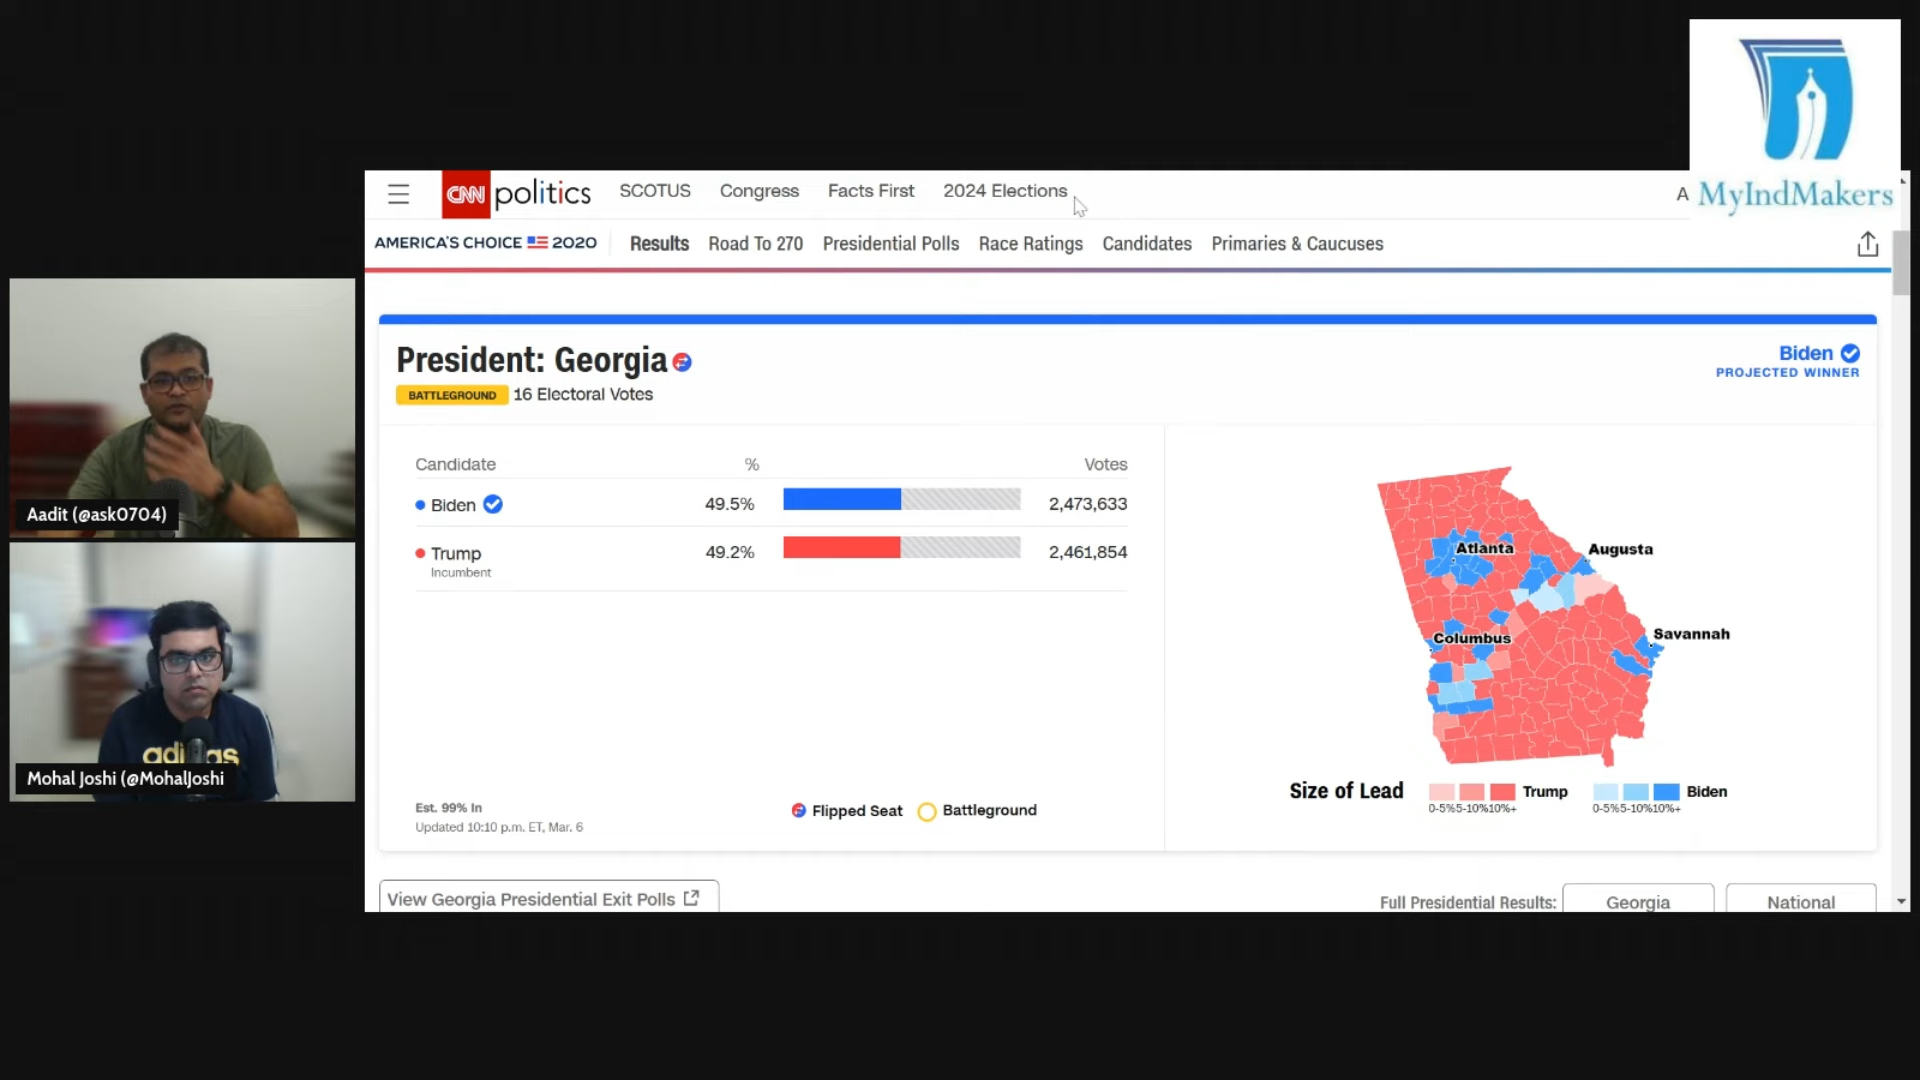 MyIndMakers
CNN politics SCOTUS Congress Facts First 2024 Elections A
AMERICA'S CHOICE 2020 Results Road To 270 Presidential Polls Race Ratings Candidates Primaries & Caucuses
President: Georgia
BATTLEGROUND 16 Electoral Votes
Biden
PROJECTED WINNER
Candidate % Votes
Biden 49.5% 2,473,633
Trump 49.2% 2,461,854
Incumbent
Est. 99% In
Updated 10:10 p.m. ET, Mar. 6
Flipped Seat Battleground
Atlanta
Augusta
Columbus
Savannah
Size of Lead Trump Biden
0-5%5-10%10%+ 0-5%5-10%10%+
View Georgia Presidential Exit Polls
Full Presidential Results: Georgia National
Aadit (@ask0704)
adidas
Mohal Joshi (@MohalJoshi